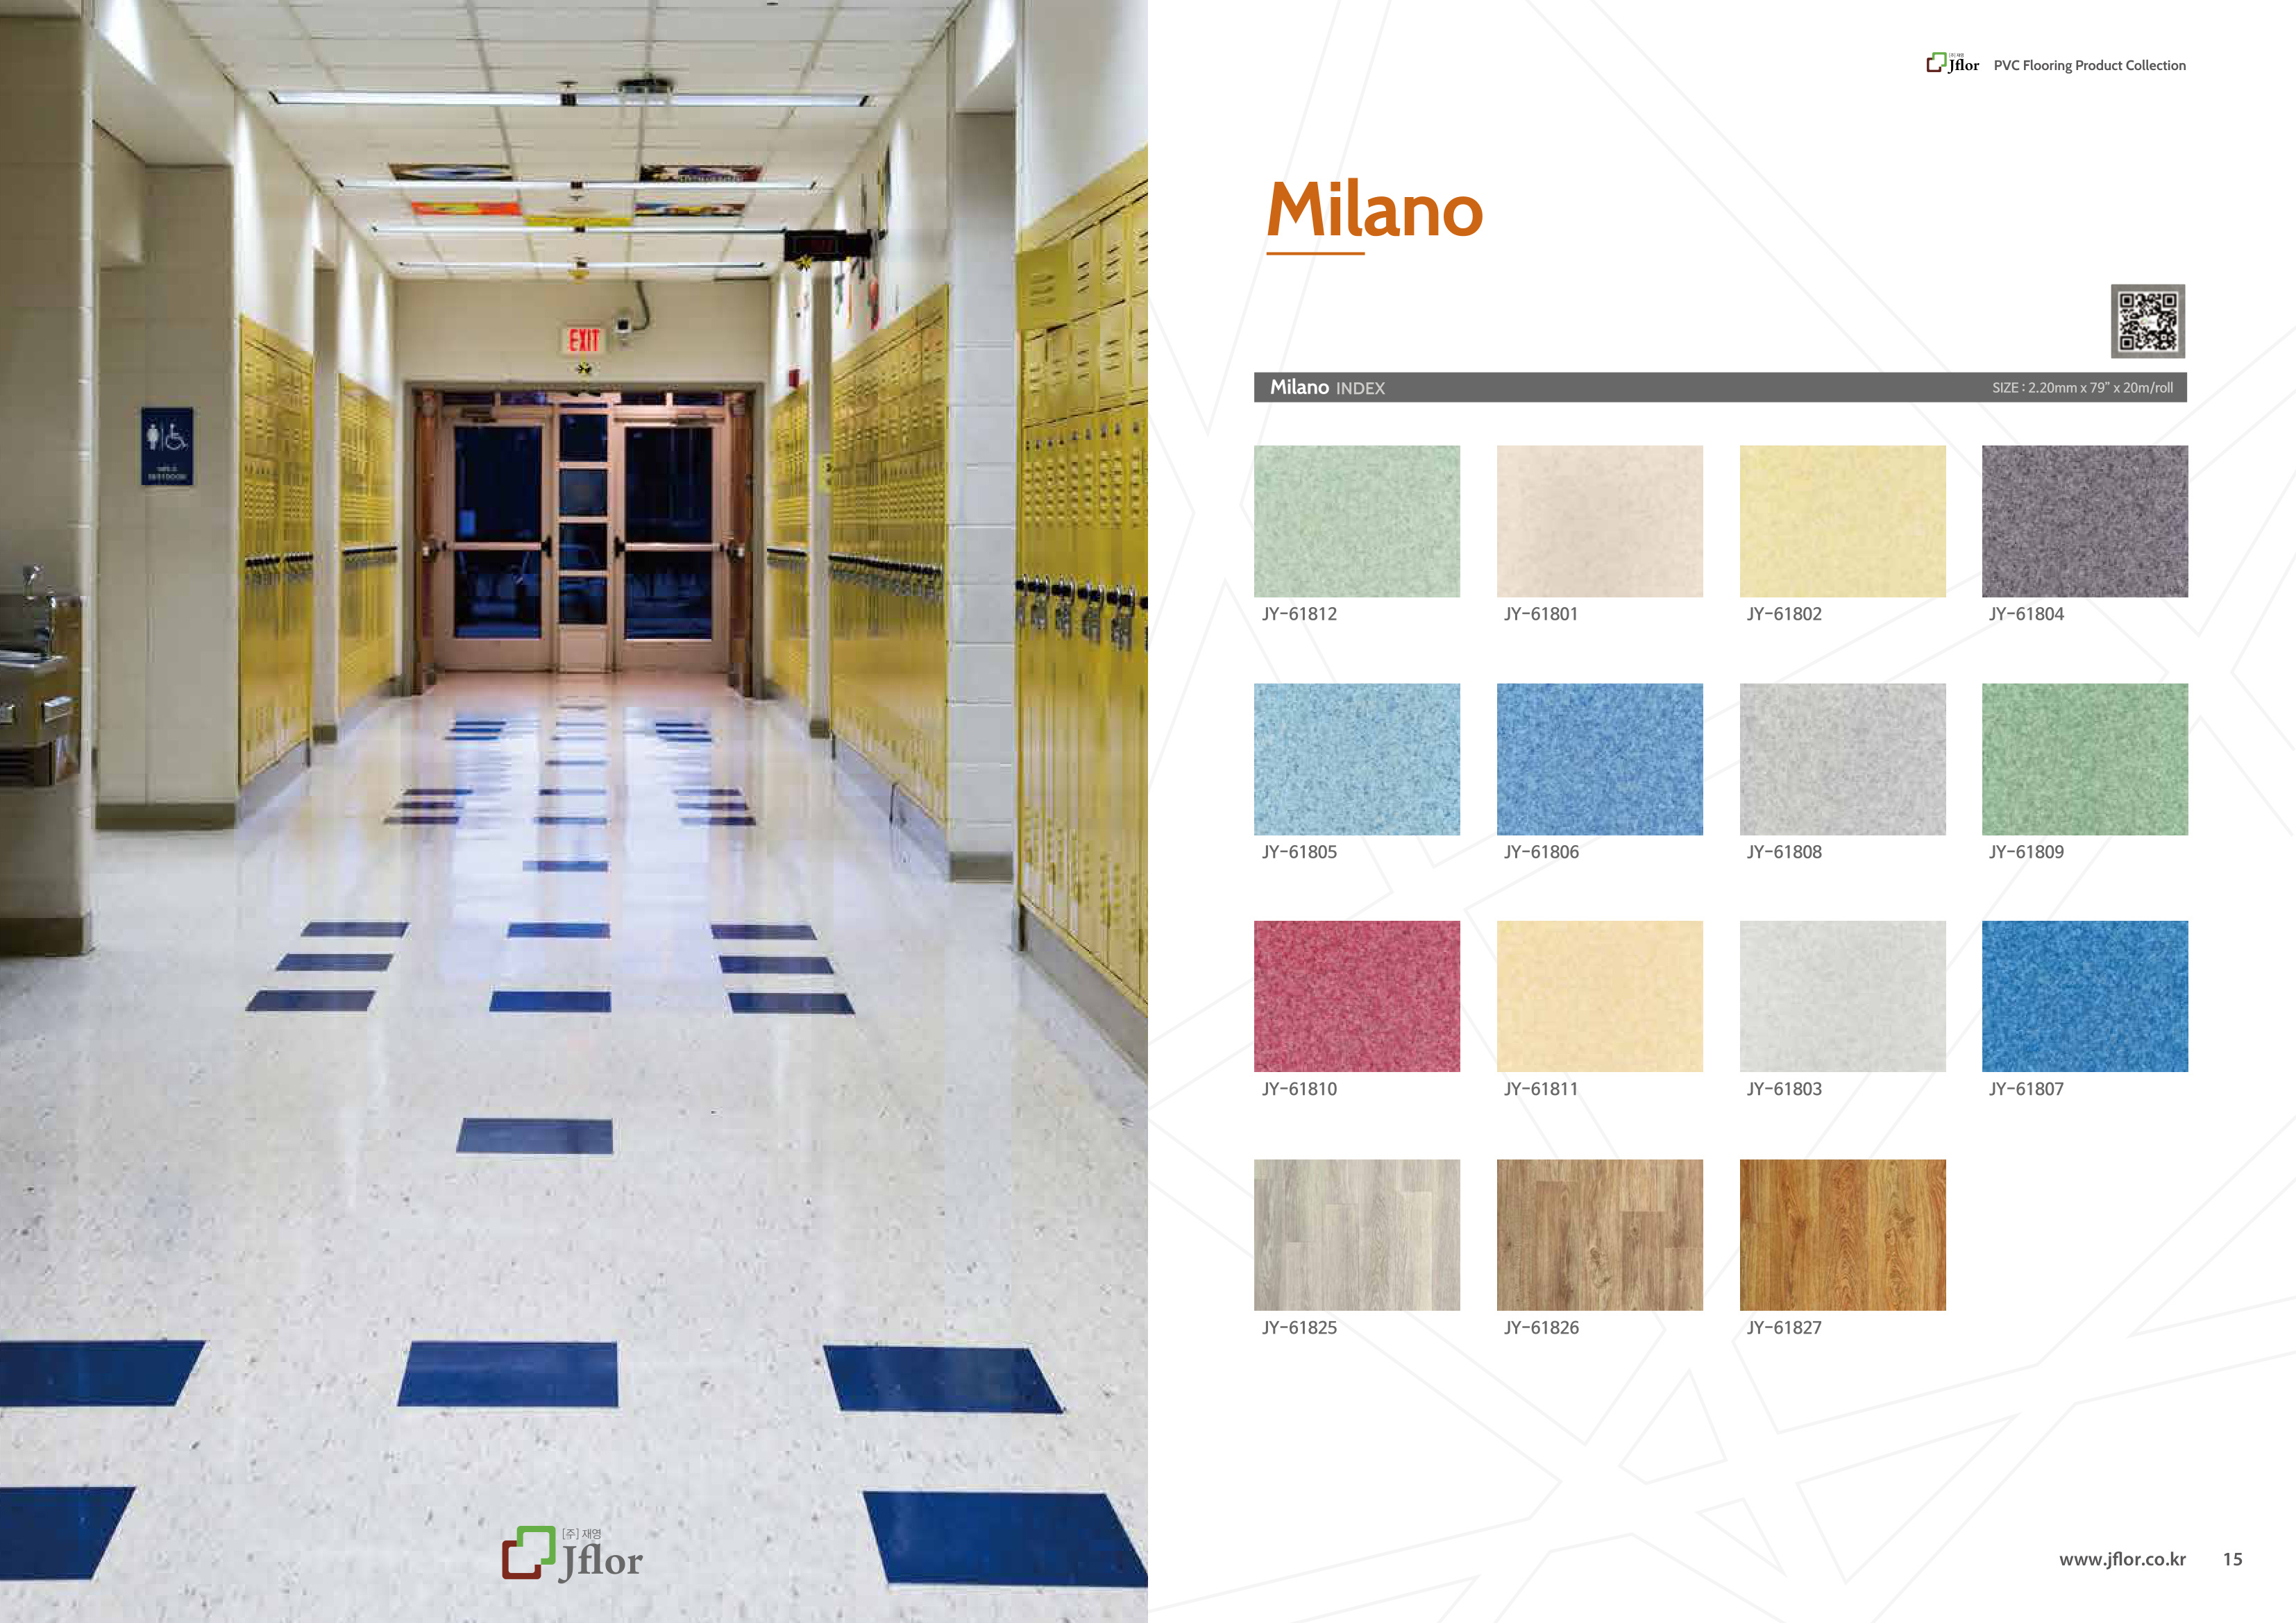 EXIT
[주] 재영
Jflor
Jflor PVC Flooring Product Collection
Milano
Milano INDEX SIZE : 2.20mm x 79” x 20m/roll
JY-61812 JY-61801 JY-61802 JY-61804
JY-61805 JY-61806 JY-61808 JY-61809
JY-61810 JY-61811 JY-61803 JY-61807
JY-61825 JY-61826 JY-61827
www.jflor.co.kr 15